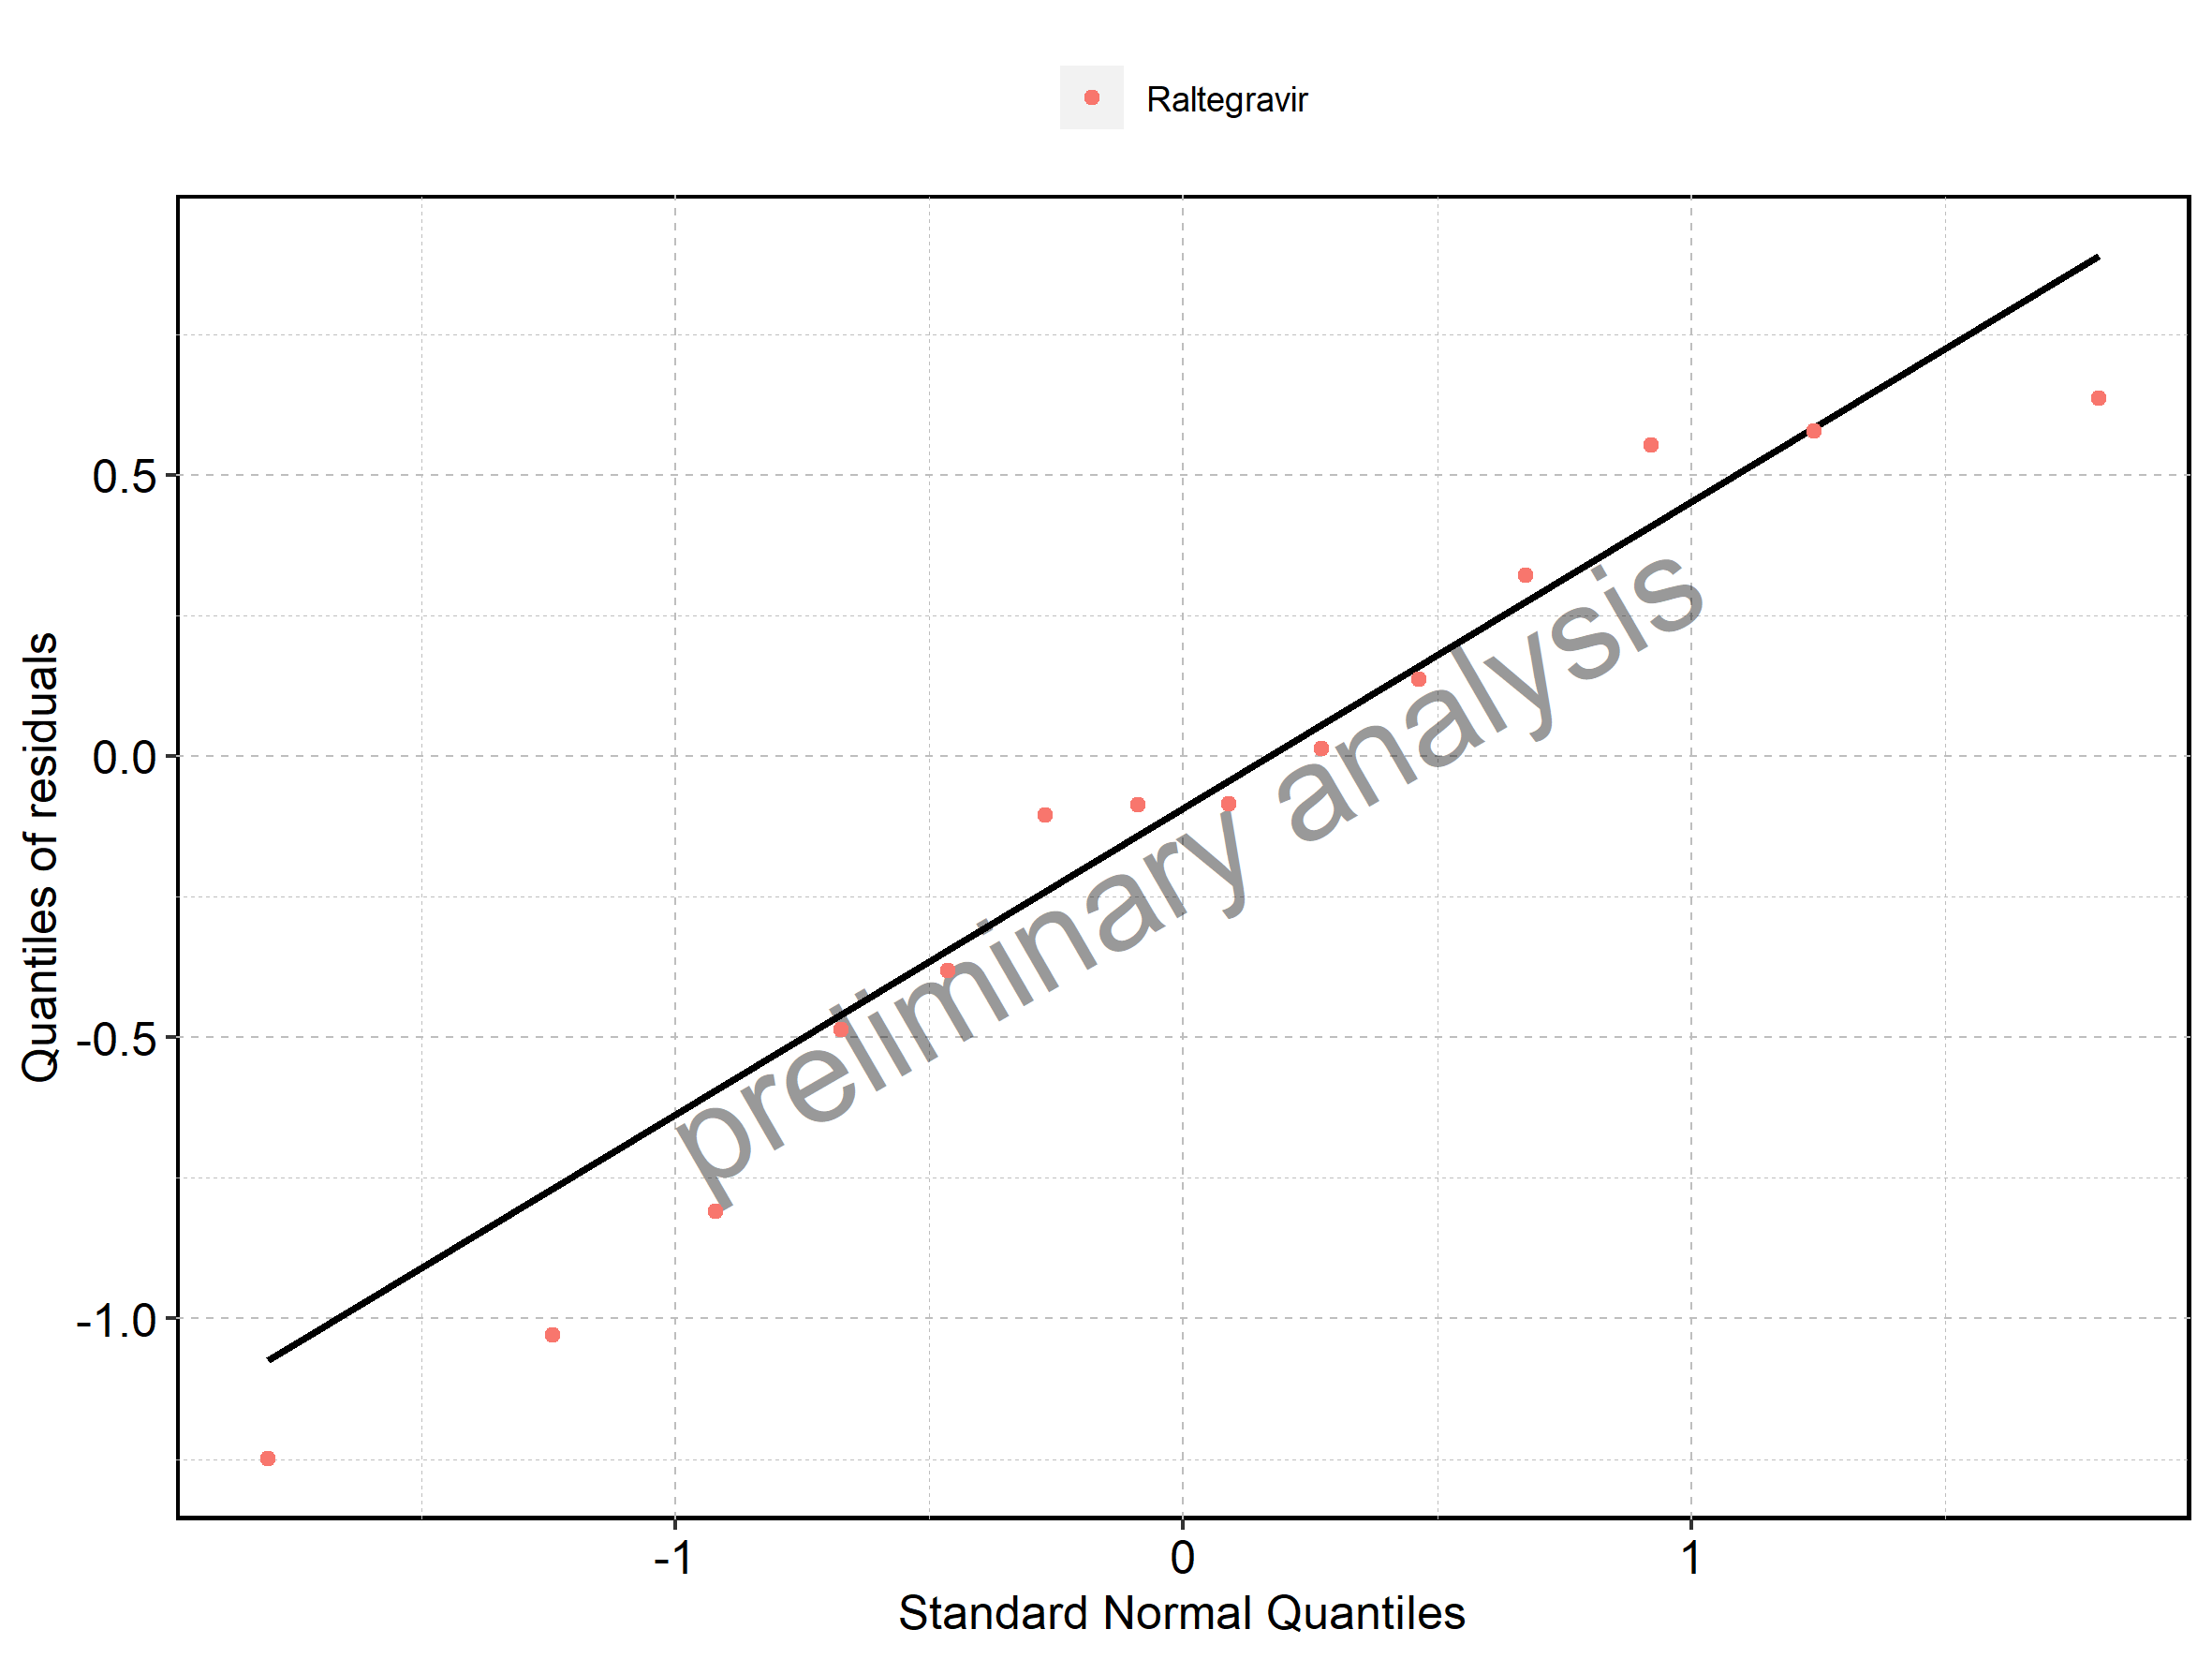 Raltegravir
0.5
0.0
-0.5
-1.0
Quantiles of residuals
preliminary analysis
-1 0 1
Standard Normal Quantiles